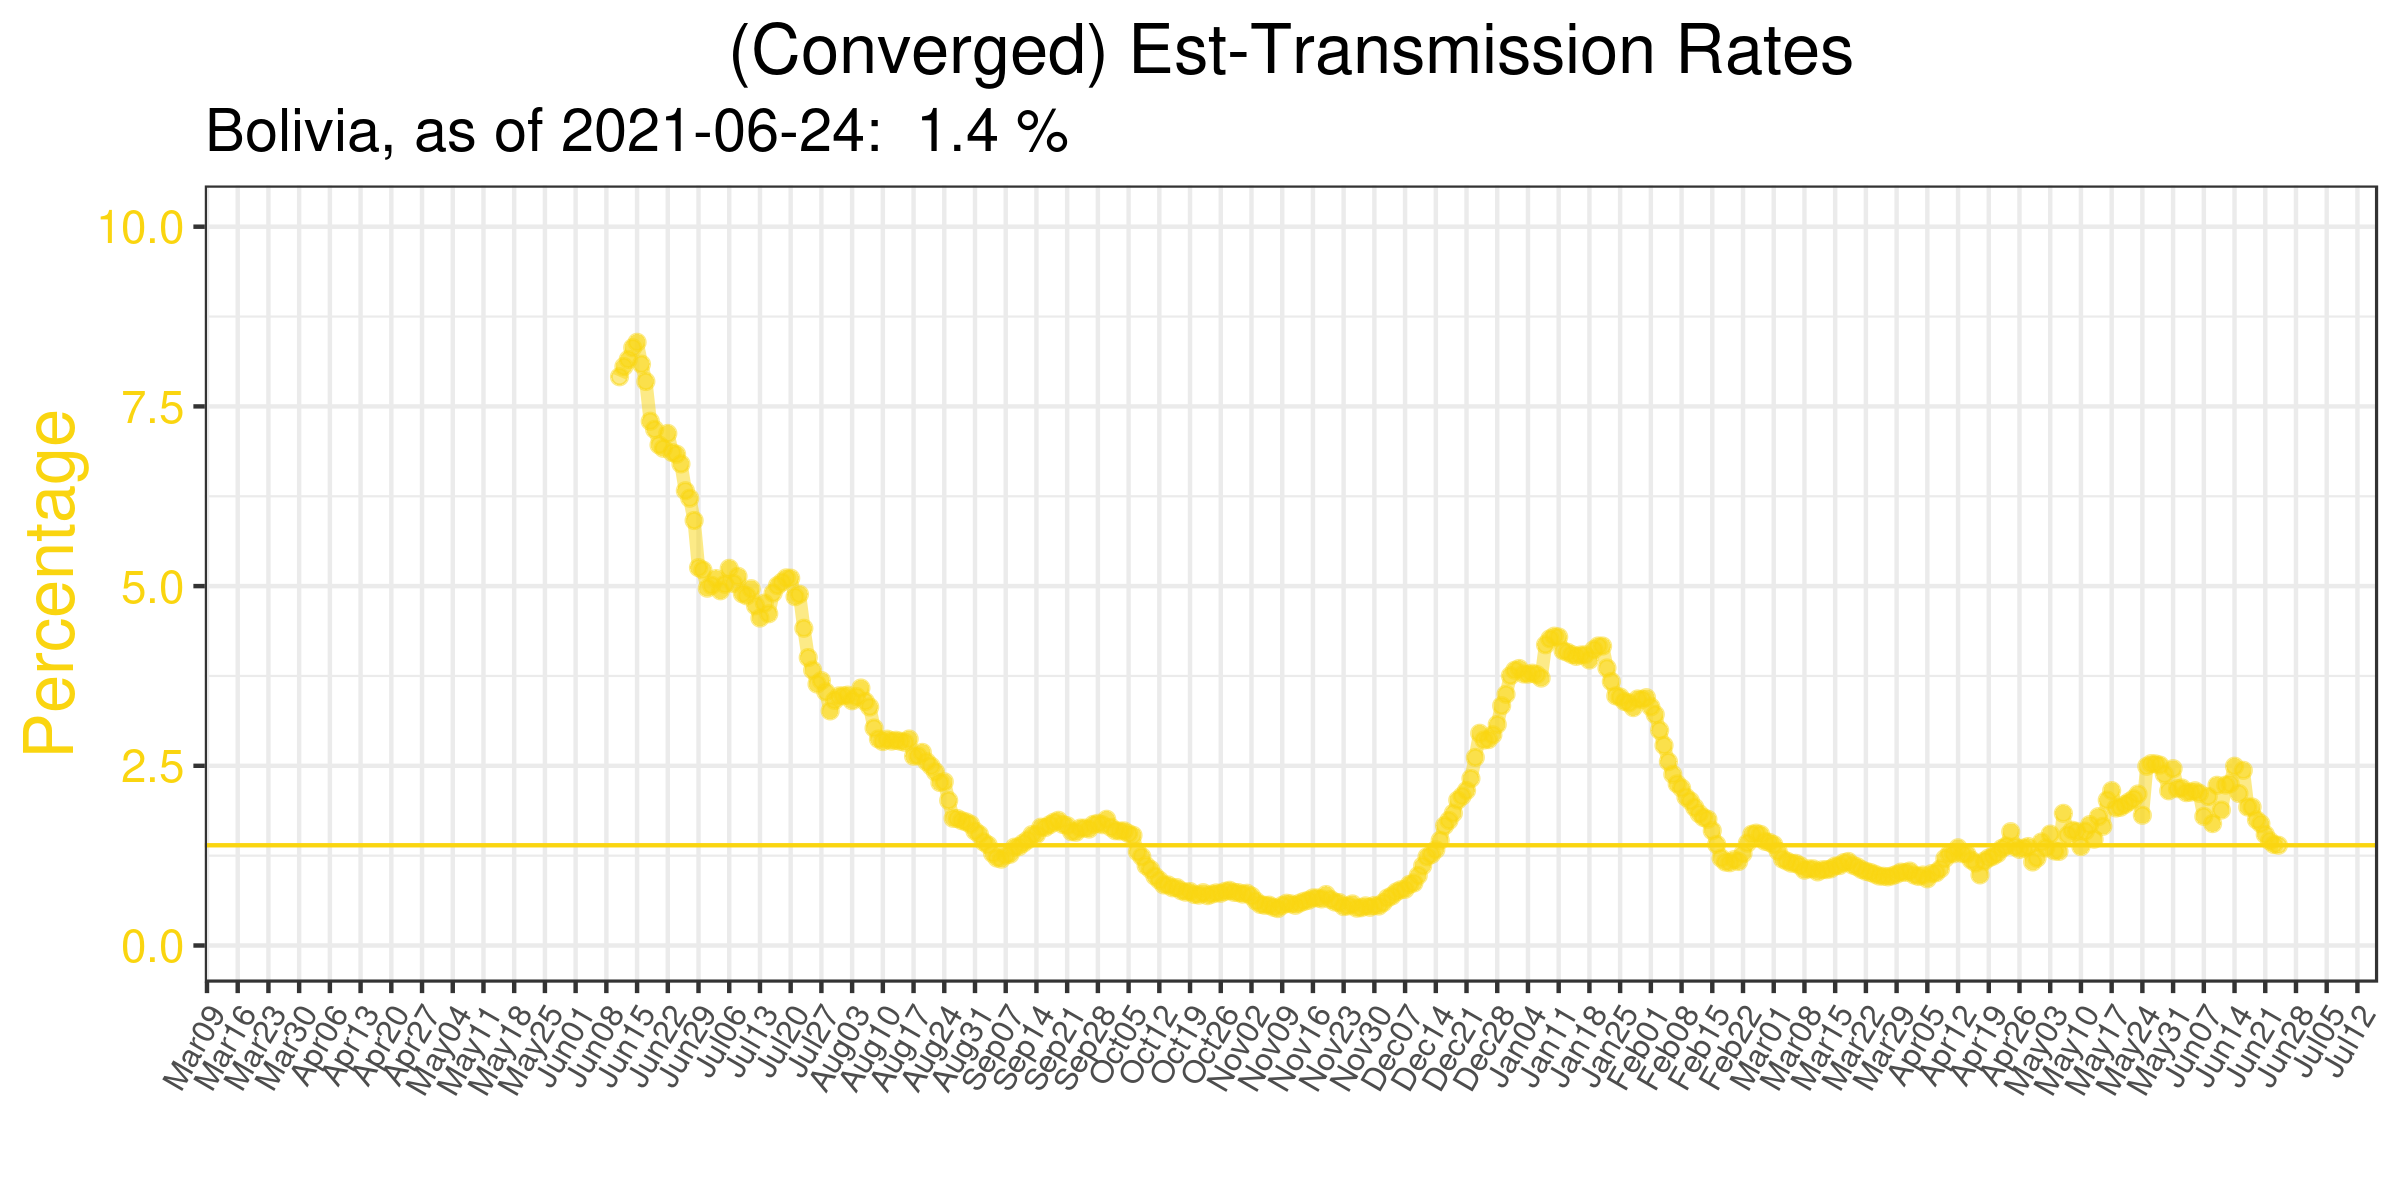 (Converged) Est-Transmission Rates
Bolivia, as of 2021-06-24:  1.4 %
Percentage
10.0
7.5
5.0
2.5
0.0
Mar09
Mar16
Mar23
Mar30
Apr06
Apr13
Apr20
Apr27
May04
May11
May18
May25
Jun01
Jun08
Jun15
Jun22
Jun29
Jul06
Jul13
Jul20
Jul27
Aug03
Aug10
Aug17
Aug24
Aug31
Sep07
Sep14
Sep21
Sep28
Oct05
Oct12
Oct19
Oct26
Nov02
Nov09
Nov16
Nov23
Nov30
Dec07
Dec14
Dec21
Dec28
Jan04
Jan11
Jan18
Jan25
Feb01
Feb08
Feb15
Feb22
Mar01
Mar08
Mar15
Mar22
Mar29
Apr05
Apr12
Apr19
Apr26
May03
May10
May17
May24
May31
Jun07
Jun14
Jun21
Jun28
Jul05
Jul12